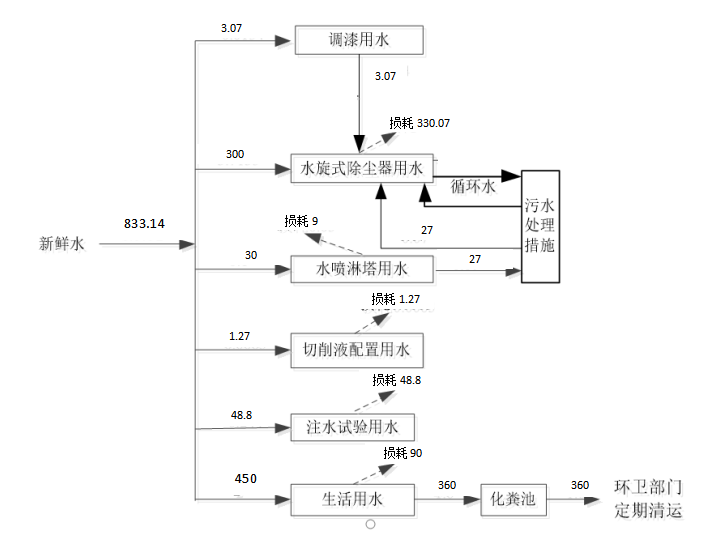 3.07
调漆用水
3.07
损耗 330.07
300
水旋式除尘器用水
循环水
污水
处理
措施
833.14
新鲜水
损耗 9
27
30
水喷淋塔用水
27
损耗 1.27
1.27
切削液配置用水
损耗 48.8
48.8
注水试验用水
损耗 90
450
生活用水
360
化粪池
360
环卫部门
定期清运